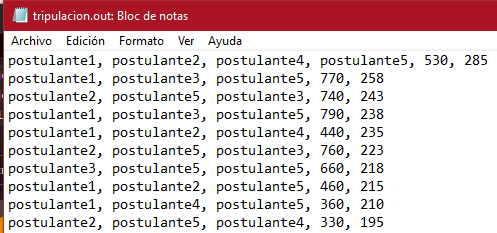 tripulacion.out: Bloc de notas
Archivo Edición Formato Ver Ayuda
postulante1, postulante2, postulante4, postulante5, 530, 285
postulante1, postulante3, postulante5, 770, 258
postulante2, postulante5, postulante3, 740, 243
postulante1, postulante5, postulante3, 790, 238
postulante1, postulante2, postulante4, 440, 235
postulante2, postulante5, postulante3, 760, 223
postulante3, postulante5, postulante5, 660, 218
postulante1, postulante2, postulante5, 460, 215
postulante1, postulante4, postulante5, 360, 210
postulante2, postulante5, postulante4, 330, 195